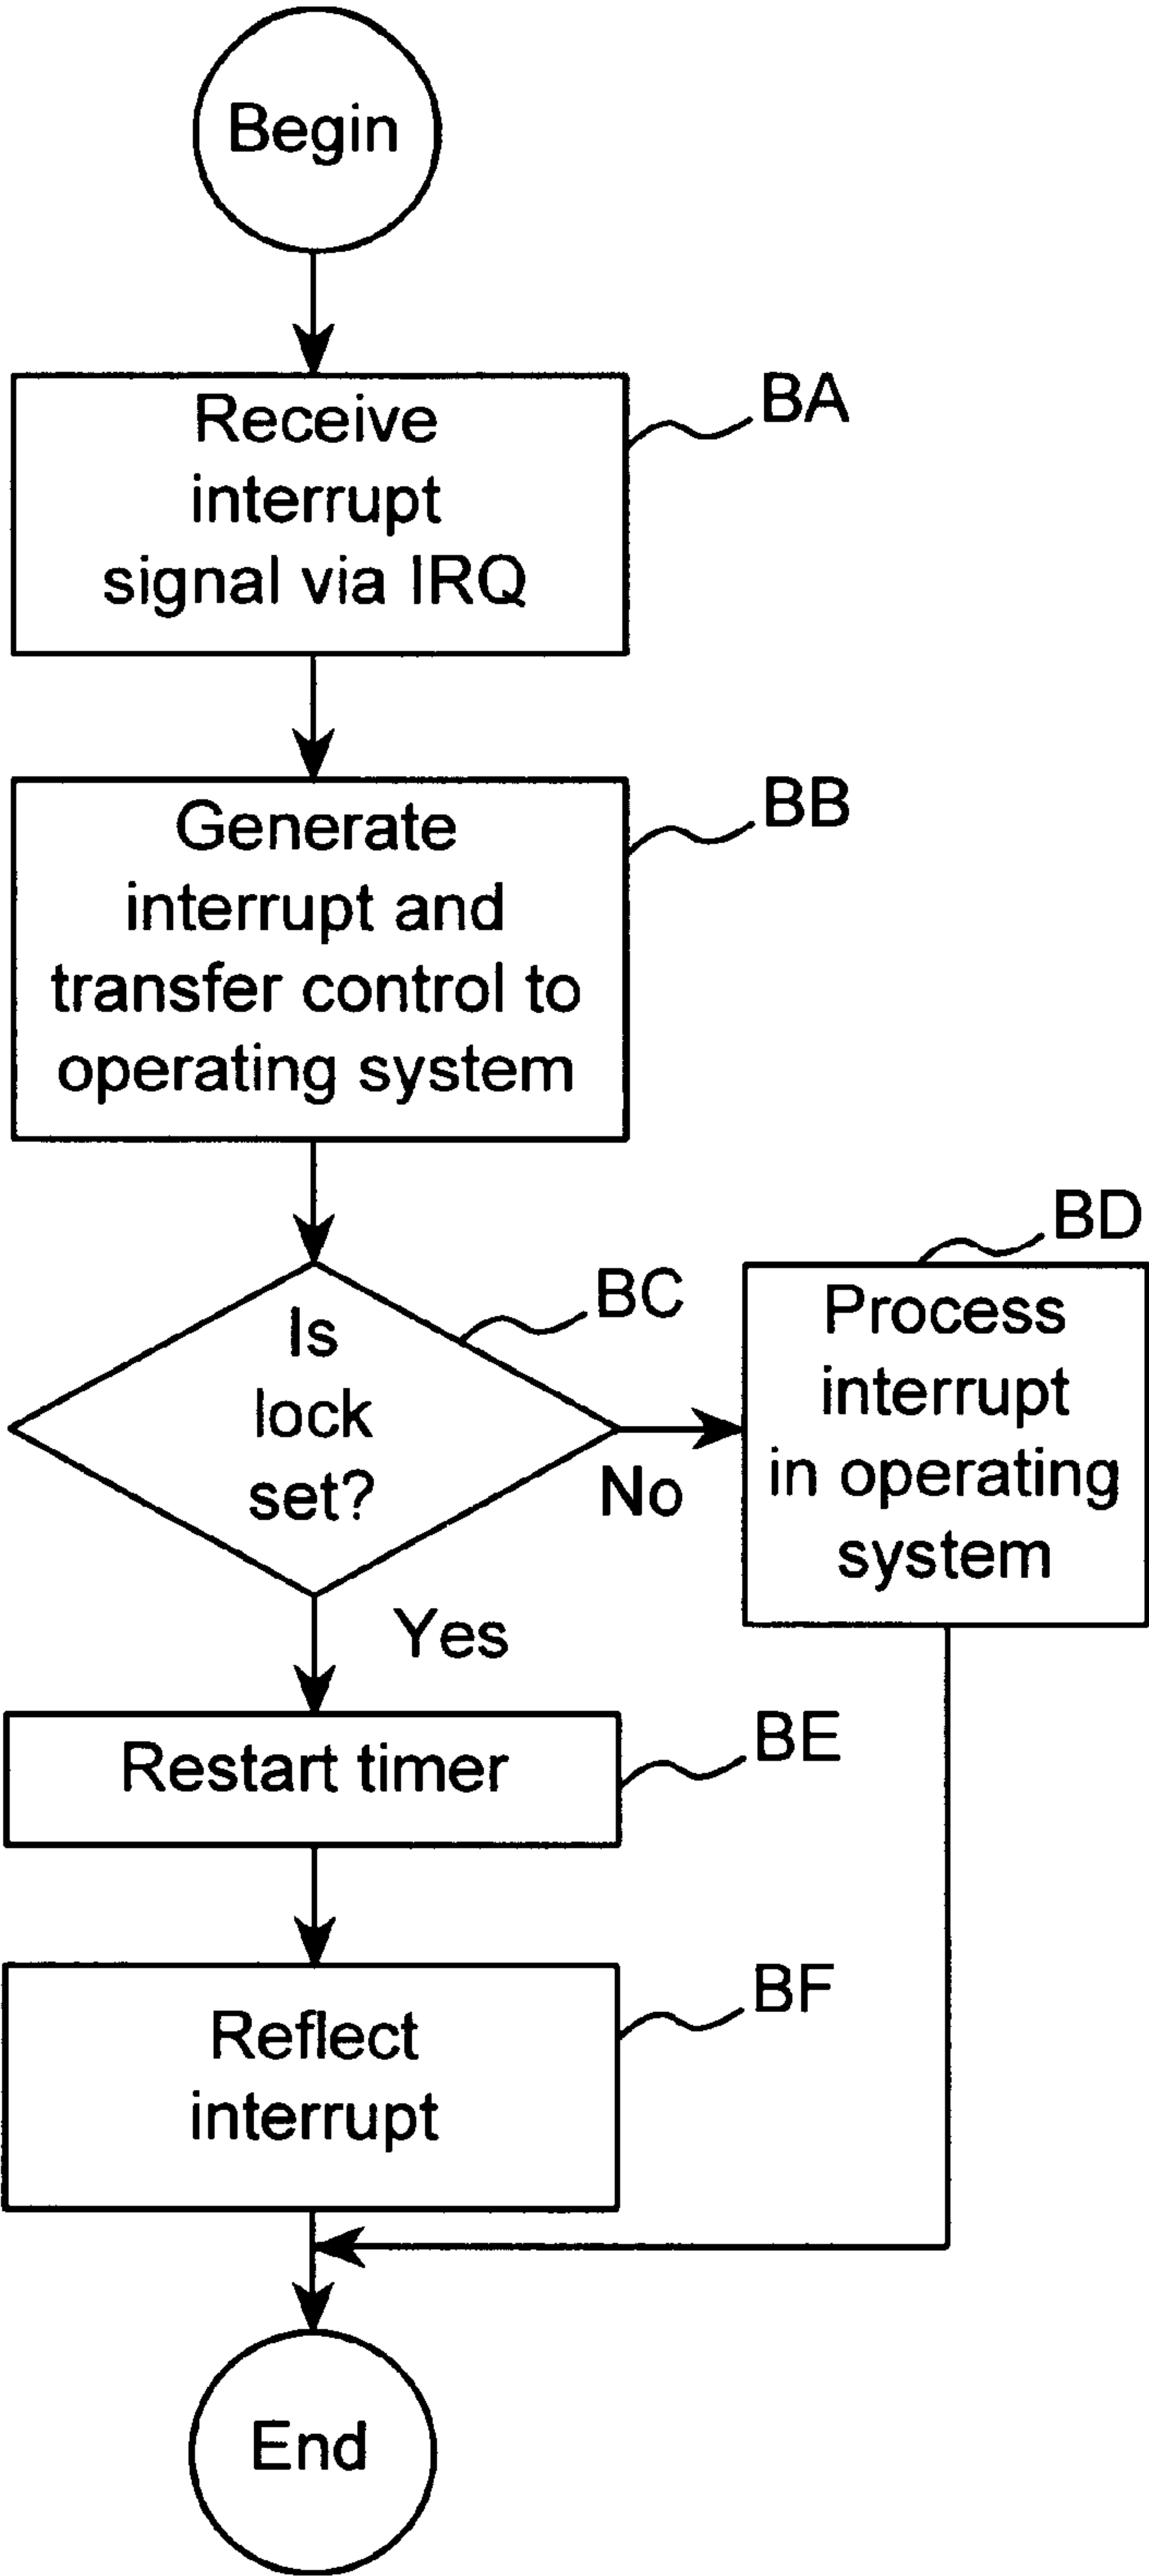 Begin
Receive
interrupt
signal via IRQ
BA
Generate
interrupt and
transfer control to
operating system
BB
Is
lock
set?
BC
No
Process
interrupt
in operating
system
BD
Yes
Restart timer
BE
Reflect
interrupt
BF
End